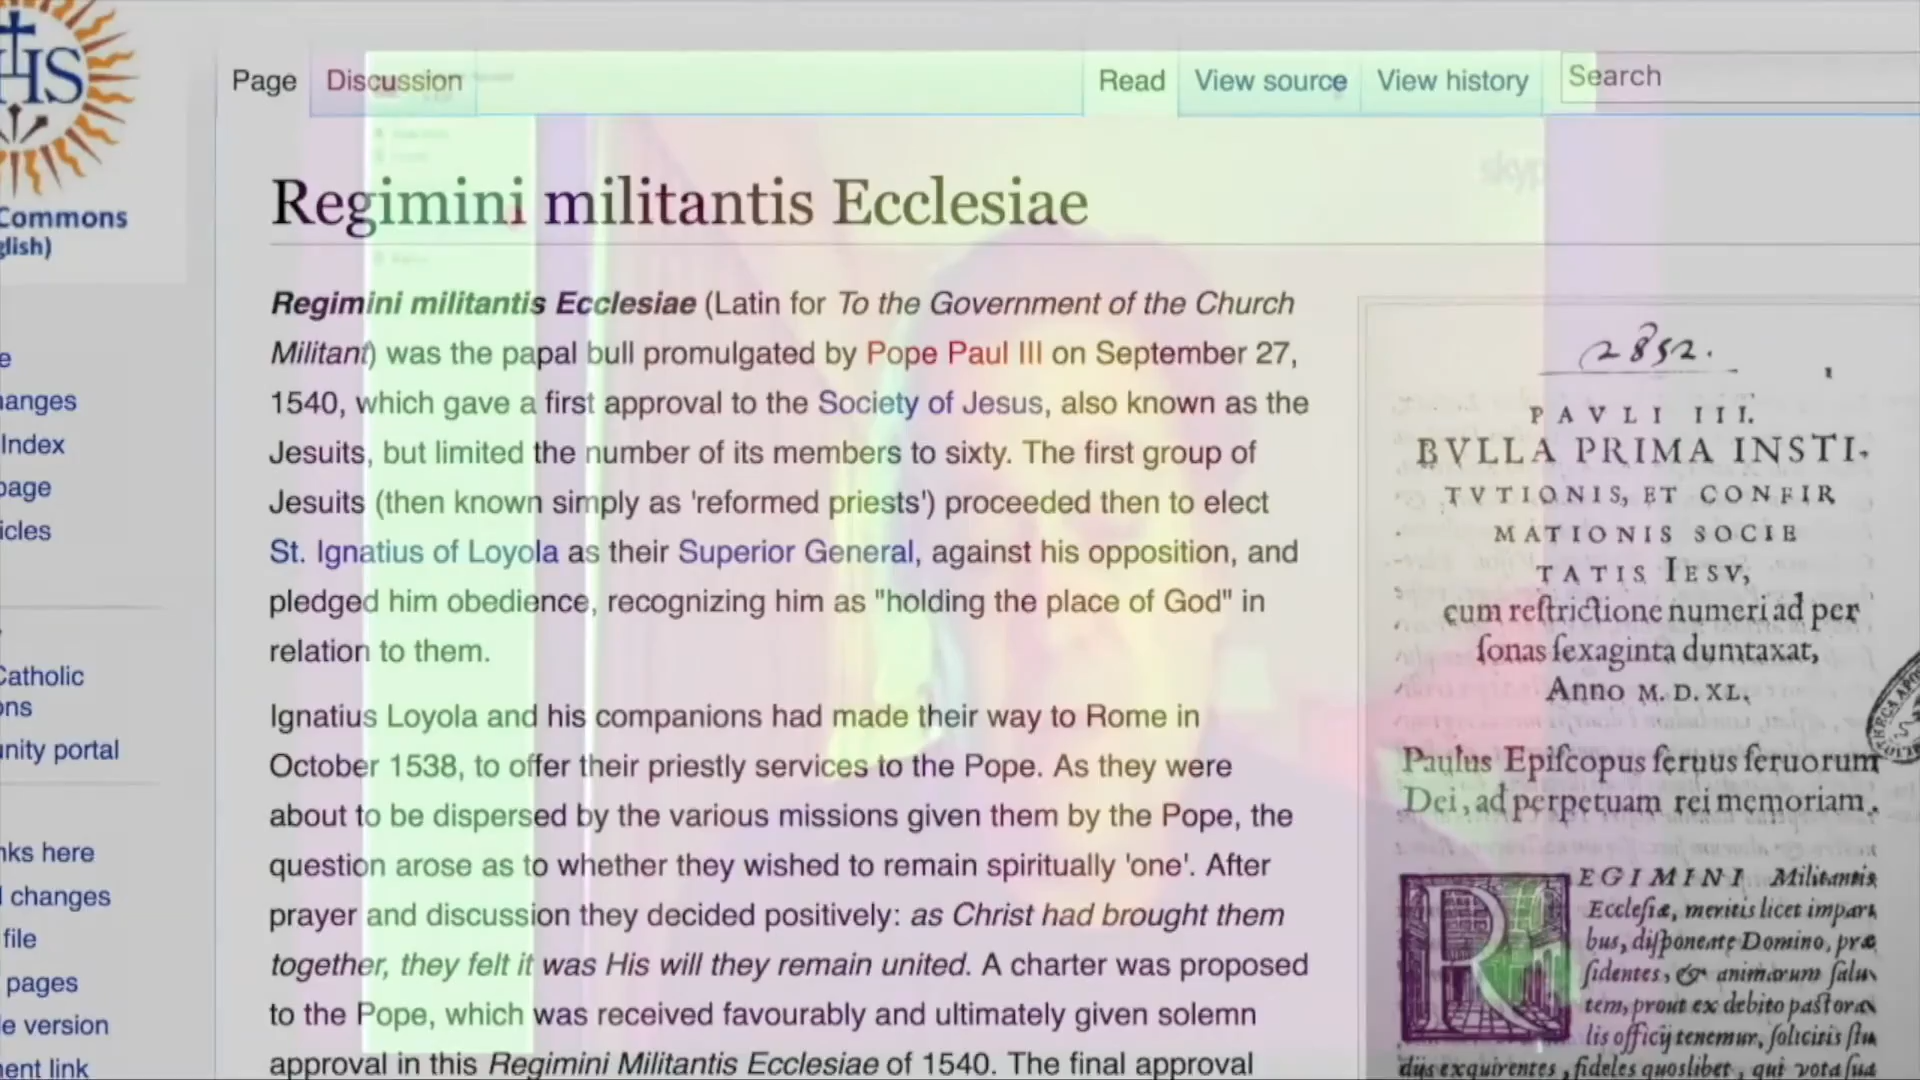 HS
Commons
glish)
e
anges
Index
page
icles
Catholic
ons
unity portal
nks here
changes
file
pages
le version
ent link
Page
Discussion
Read
View source
View history
Search
skyp
Regimini militantis Ecclesiae
Regimini militantis Ecclesiae (Latin for To the Government of the Church
Militant) was the papal bull promulgated by Pope Paul III on September 27,
1540, which gave a first approval to the Society of Jesus, also known as the
Jesuits, but limited the number of its members to sixty. The first group of
Jesuits (then known simply as 'reformed priests') proceeded then to elect
St. Ignatius of Loyola as their Superior General, against his opposition, and
pledged him obedience, recognizing him as "holding the place of God" in
relation to them.
Ignatius Loyola and his companions had made their way to Rome in
October 1538, to offer their priestly services to the Pope. As they were
about to be dispersed by the various missions given them by the Pope, the
question arose as to whether they wished to remain spiritually 'one'. After
prayer and discussion they decided positively: as Christ had brought them
together, they felt it was His will they remain united. A charter was proposed
to the Pope, which was received favourably and ultimately given solemn
approval in this Regimini Militantis Ecclesiae of 1540. The final approval
2852.
PAVLI III.
BVLLA PRIMA INSTI-
TVTIONIS, ET CONFIR
MATIONIS SOCIE
TATIS IESV,
cum reſtrictione numeri ad per
ſonas ſexaginta dumtaxat,
Anno M.D.XL.
Paulus Epiſcopus ſeruus ſeruorum
Dei, ad perpetuam rei memoriam.
REGIMINI Militantis
Eccleſiæ, meritis licet impari
bus, diſponente Domino, præ
ſidentes, & animarum ſalu
tem, prout ex debito paſtora
lis officij tenemur, ſolicitis ſtu
dijs exquirentes, fideles quoslibet, qui vota ſua